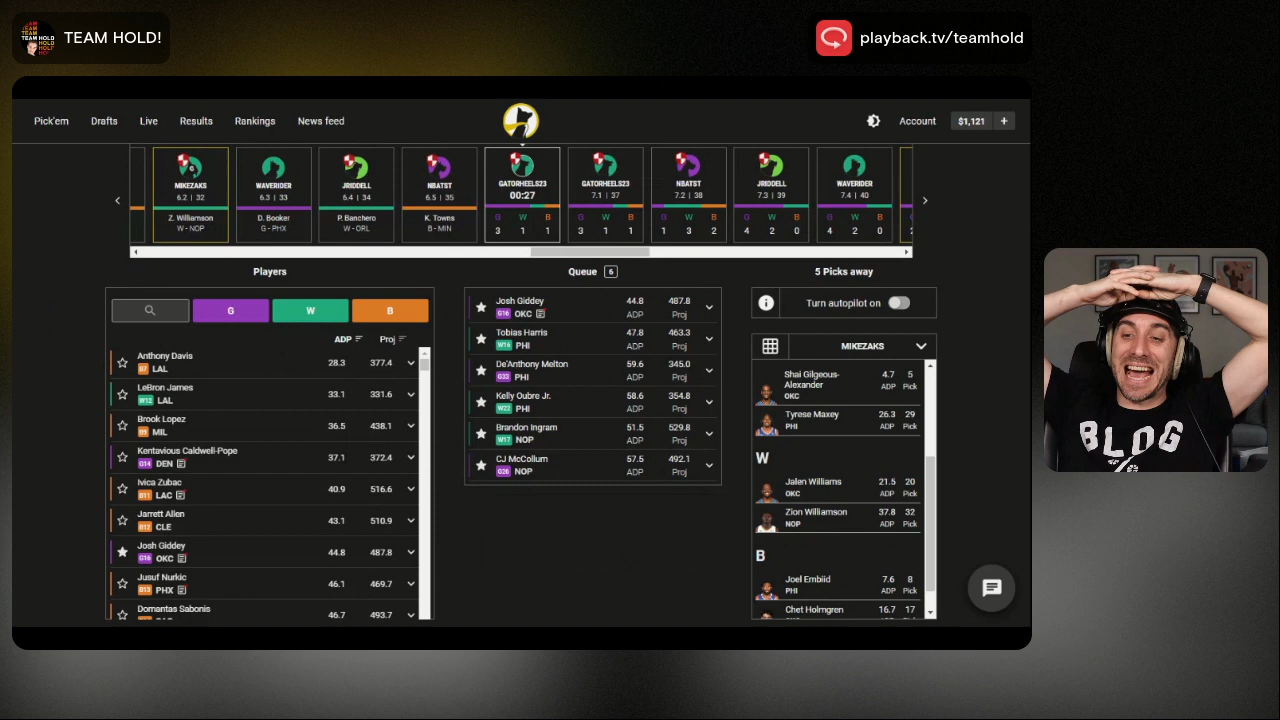 TEAM HOLD!
playback.tv/teamhold
Pick'em Drafts Live Results Rankings News feed
Account $1,121 +
MIKEZAKS
6.2 | 32
Z. Williamson
W - NOP
WAVERIDER
6.3 | 33
D. Booker
G - PHX
JRIDDELL
6.4 | 34
P. Banchero
W - ORL
NBATST
6.5 | 35
K. Towns
B - MIN
GATORHEELS23
00:27
G W B
3 1 1
GATORHEELS23
7.1 | 37
G W B
3 1 1
NBATST
7.2 | 38
G W B
1 3 2
JRIDDELL
7.3 | 39
G W B
4 2 0
WAVERIDER
7.4 | 40
G W B
4 2 0
Players
G W B
ADP Proj
Anthony Davis
B7 LAL
28.3 377.4
LeBron James
W12 LAL
33.1 331.6
Brook Lopez
MIL
36.5 438.1
Kentavious Caldwell-Pope
G14 DEN
37.1 372.4
Ivica Zubac
B11 LAC
40.9 516.6
Jarrett Allen
B12 CLE
43.1 510.9
Josh Giddey
G16 OKC
44.8 487.8
Jusuf Nurkic
B13 PHX
46.1 469.7
Domantas Sabonis
46.7 493.7
Queue 6
Josh Giddey 44.8 487.8
G16 OKC ADP Proj
Tobias Harris 47.8 463.3
W16 PHI ADP Proj
De'Anthony Melton 59.6 345.0
G33 PHI ADP Proj
Kelly Oubre Jr. 58.6 354.8
W22 PHI ADP Proj
Brandon Ingram 51.5 529.8
W17 NOP ADP Proj
CJ McCollum 57.5 492.1
G28 NOP ADP Proj
5 Picks away
Turn autopilot on
MIKEZAKS
Shai Gilgeous-
Alexander
OKC
4.7 5
ADP Pick
Tyrese Maxey 26.3 29
PHI ADP Pick
W
Jalen Williams 21.5 20
OKC ADP Pick
Zion Williamson 37.8 32
NOP ADP Pick
B
Joel Embiid 7.6 8
PHI ADP Pick
Chet Holmgren 16.7 17
BLOG